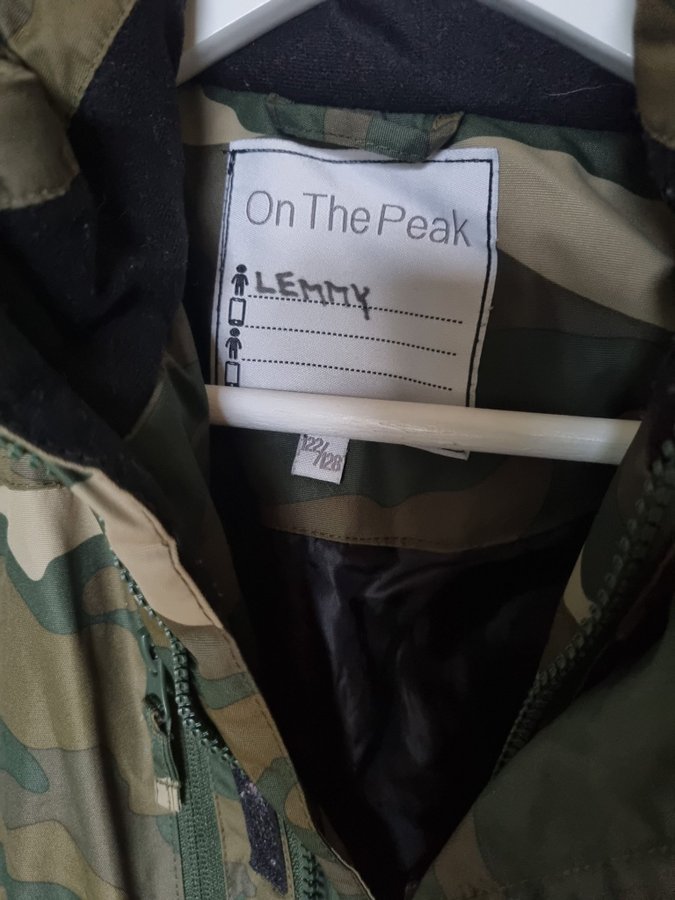 On The Peak
LEMMY
122/128